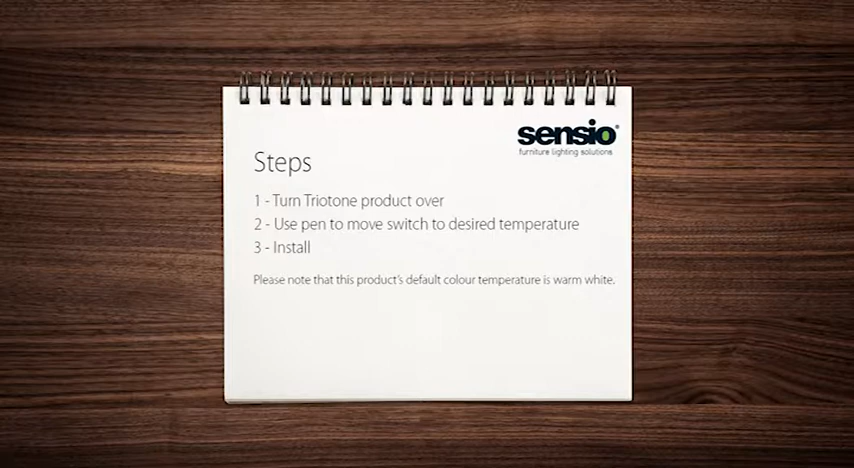 sensio®
furniture lighting solutions
Steps
1 - Turn Triotone product over
2 - Use pen to move switch to desired temperature
3 - Install
Please note that this product's default colour temperature is warm white.